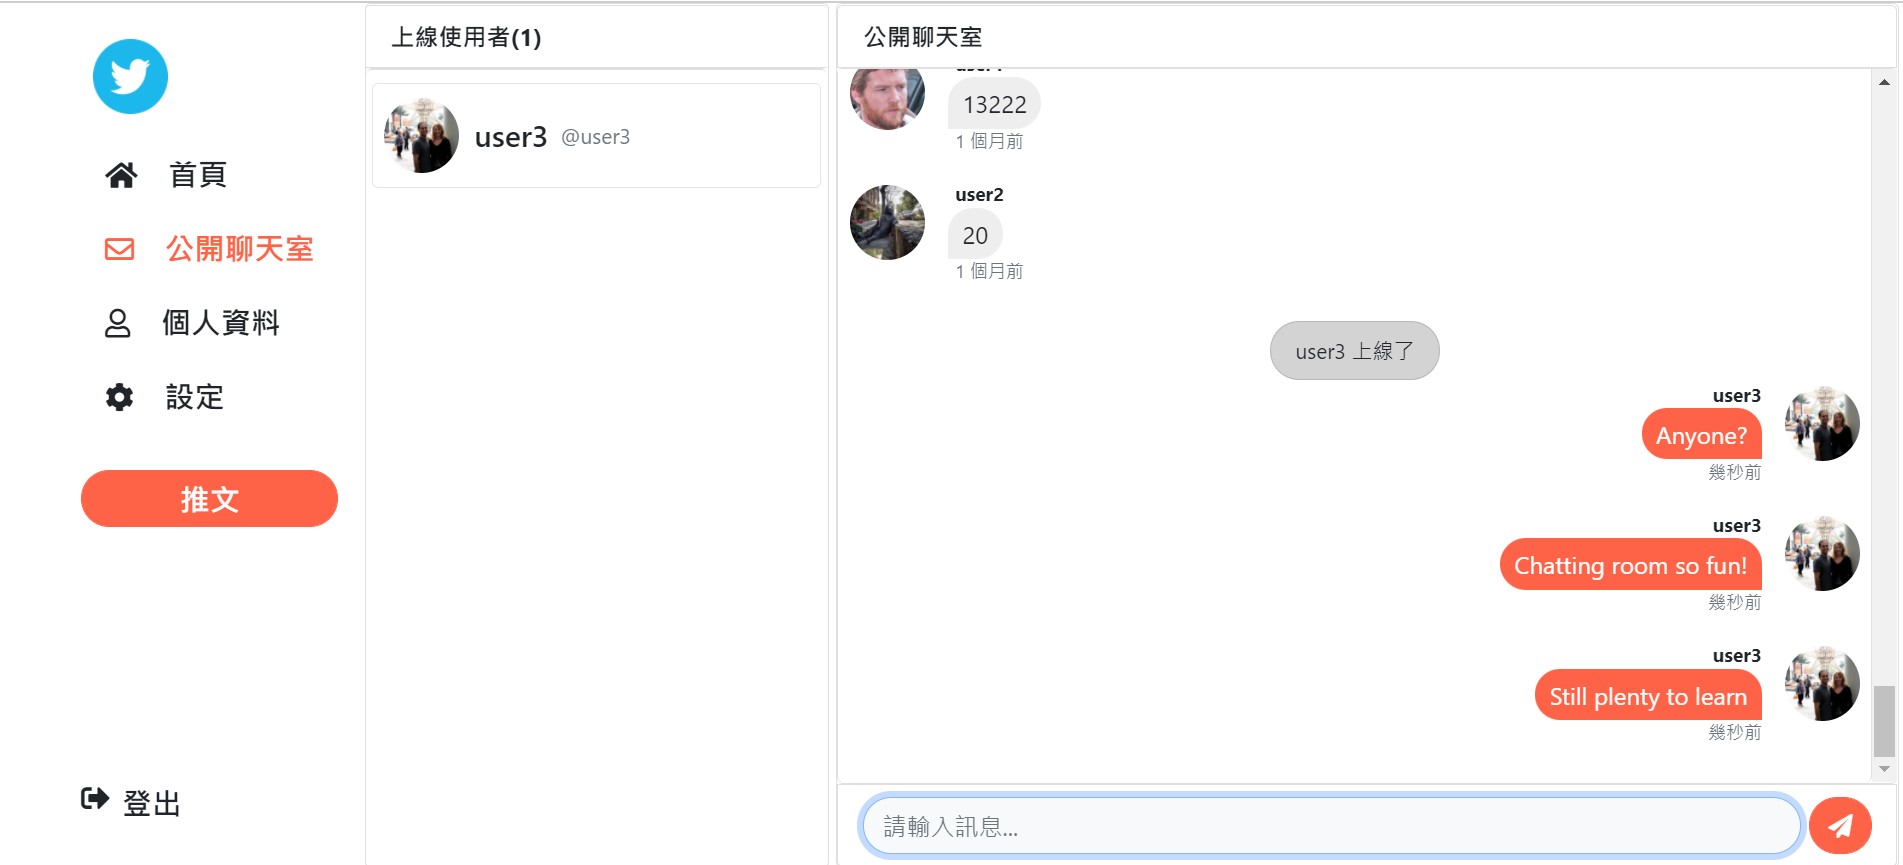 首頁
公開聊天室
個人資料
設定
推文
登出
上線使用者(1)
user3 @user3
公開聊天室
13222
1 個月前
user2
20
1 個月前
user3 上線了
user3
Anyone?
幾秒前
user3
Chatting room so fun!
幾秒前
user3
Still plenty to learn
幾秒前
請輸入訊息...